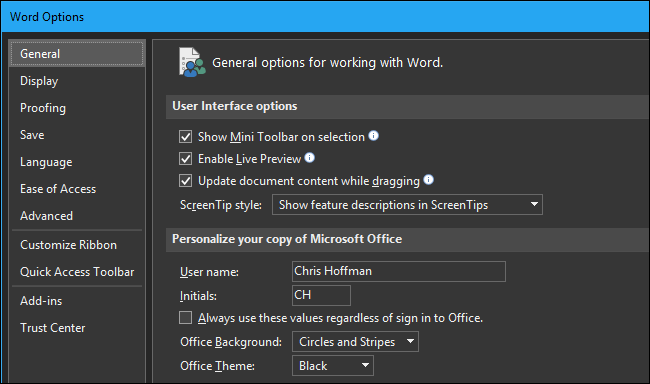 Word Options
General
Display
Proofing
Save
Language
Ease of Access
Advanced
Customize Ribbon
Quick Access Toolbar
Add-ins
Trust Center
General options for working with Word.
User Interface options
Show Mini Toolbar on selection
Enable Live Preview
Update document content while dragging
ScreenTip style: Show feature descriptions in ScreenTips
Personalize your copy of Microsoft Office
User name: Chris Hoffman
Initials: CH
Always use these values regardless of sign in to Office.
Office Background: Circles and Stripes
Office Theme: Black